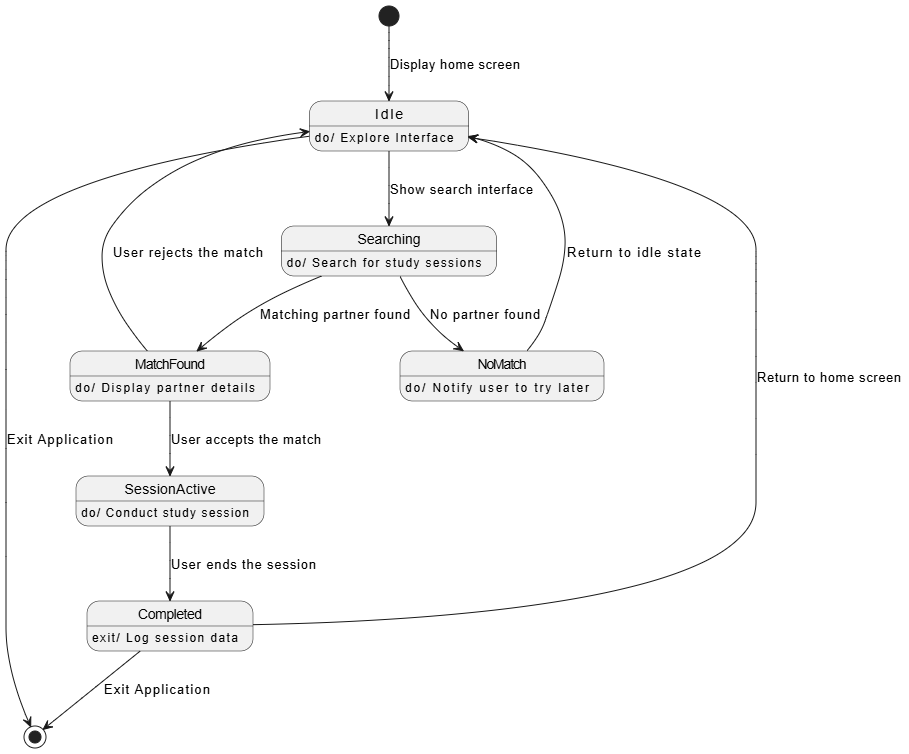 Display home screen
Idle
do/ Explore Interface
Show search interface
Searching
do/ Search for study sessions
User rejects the match
Return to idle state
Matching partner found
No partner found
MatchFound
do/ Display partner details
NoMatch
do/ Notify user to try later
Return to home screen
Exit Application
User accepts the match
SessionActive
do/ Conduct study session
User ends the session
Completed
exit/ Log session data
Exit Application